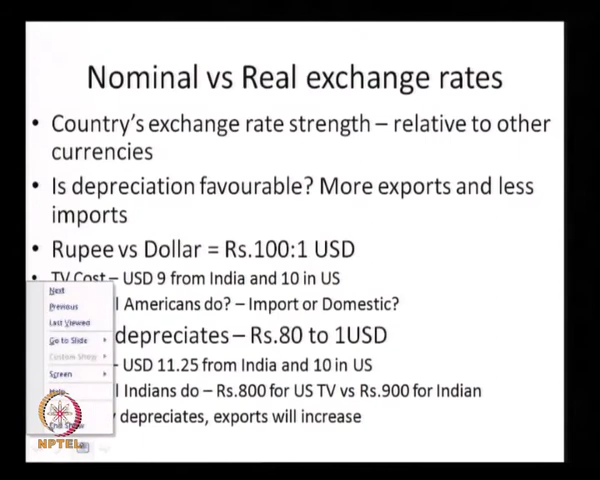 Nominal vs Real exchange rates
• Country's exchange rate strength – relative to other
currencies
• Is depreciation favourable? More exports and less
imports
• Rupee vs Dollar = Rs.100:1 USD
• TV Cost – USD 9 from India and 10 in US
l Americans do? – Import or Domestic?
depreciates – Rs.80 to 1USD
– USD 11.25 from India and 10 in US
l Indians do – Rs.800 for US TV vs Rs.900 for Indian
depreciates, exports will increase
Next
Previous
Last Viewed
Go to Slide
Custom Show
Screen
Help
End Show
NPTEL